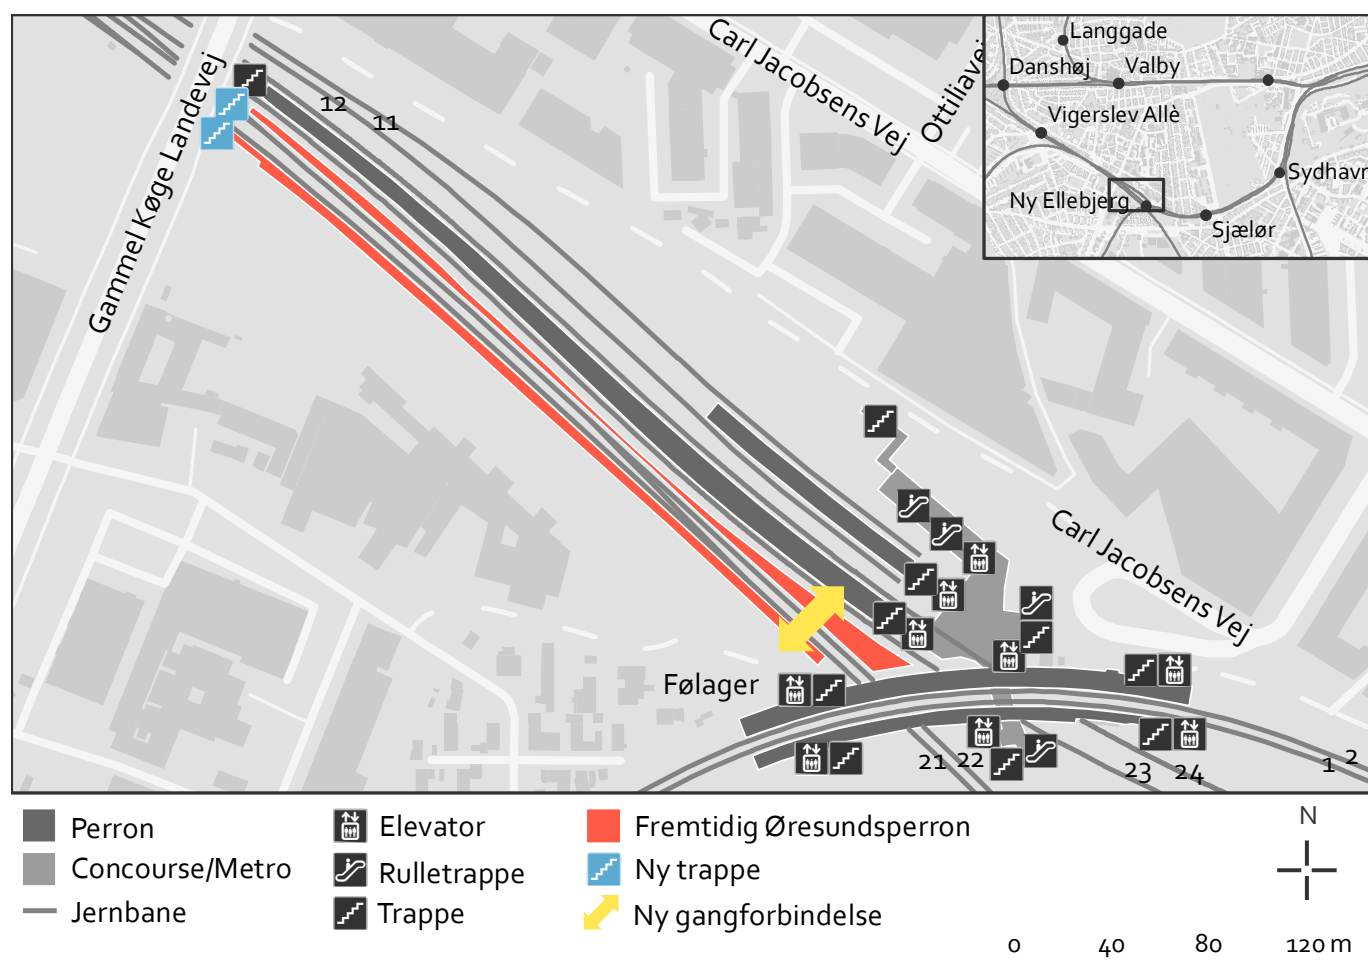 Carl Jacobsens Vej
Ottiliavej
Langgade
Danshøj
Valby
Vigerslev Allè
Sydhavn
Ny Ellebjerg
Sjælør
Gammel Køge Landevej
12
11
Carl Jacobsens Vej
Følager
21
22
23
24
1
2
Perron
Elevator
Fremtidig Øresundsperron
N
Concourse/Metro
Rulletrappe
Ny trappe
Jernbane
Trappe
Ny gangforbindelse
0 40 80 120 m